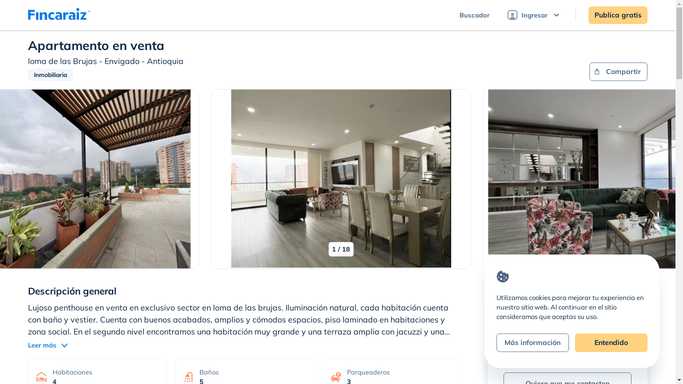 Fincaraiz
Buscador
Ingresar
Publica gratis
Apartamento en venta
loma de las Brujas - Envigado - Antioquia
Inmobiliaria
Compartir
1 / 18
Descripción general
Lujoso penthouse en venta en exclusivo sector en loma de las brujas. Iluminación natural, cada habitación cuenta
con baño y vestier. Cuenta con buenos acabados, amplios y cómodos espacios, piso laminado en habitaciones y
zona social. En el segundo nivel encontramos una habitación muy grande y una terraza amplia con jacuzzi y una...
Leer más
Habitaciones
4
Baños
5
Parqueaderos
3
Utilizamos cookies para mejorar tu experiencia en
nuestro sitio web. Al continuar en el sitio
consideramos que aceptas su uso.
Más información
Entendido
Quiero que me contacten